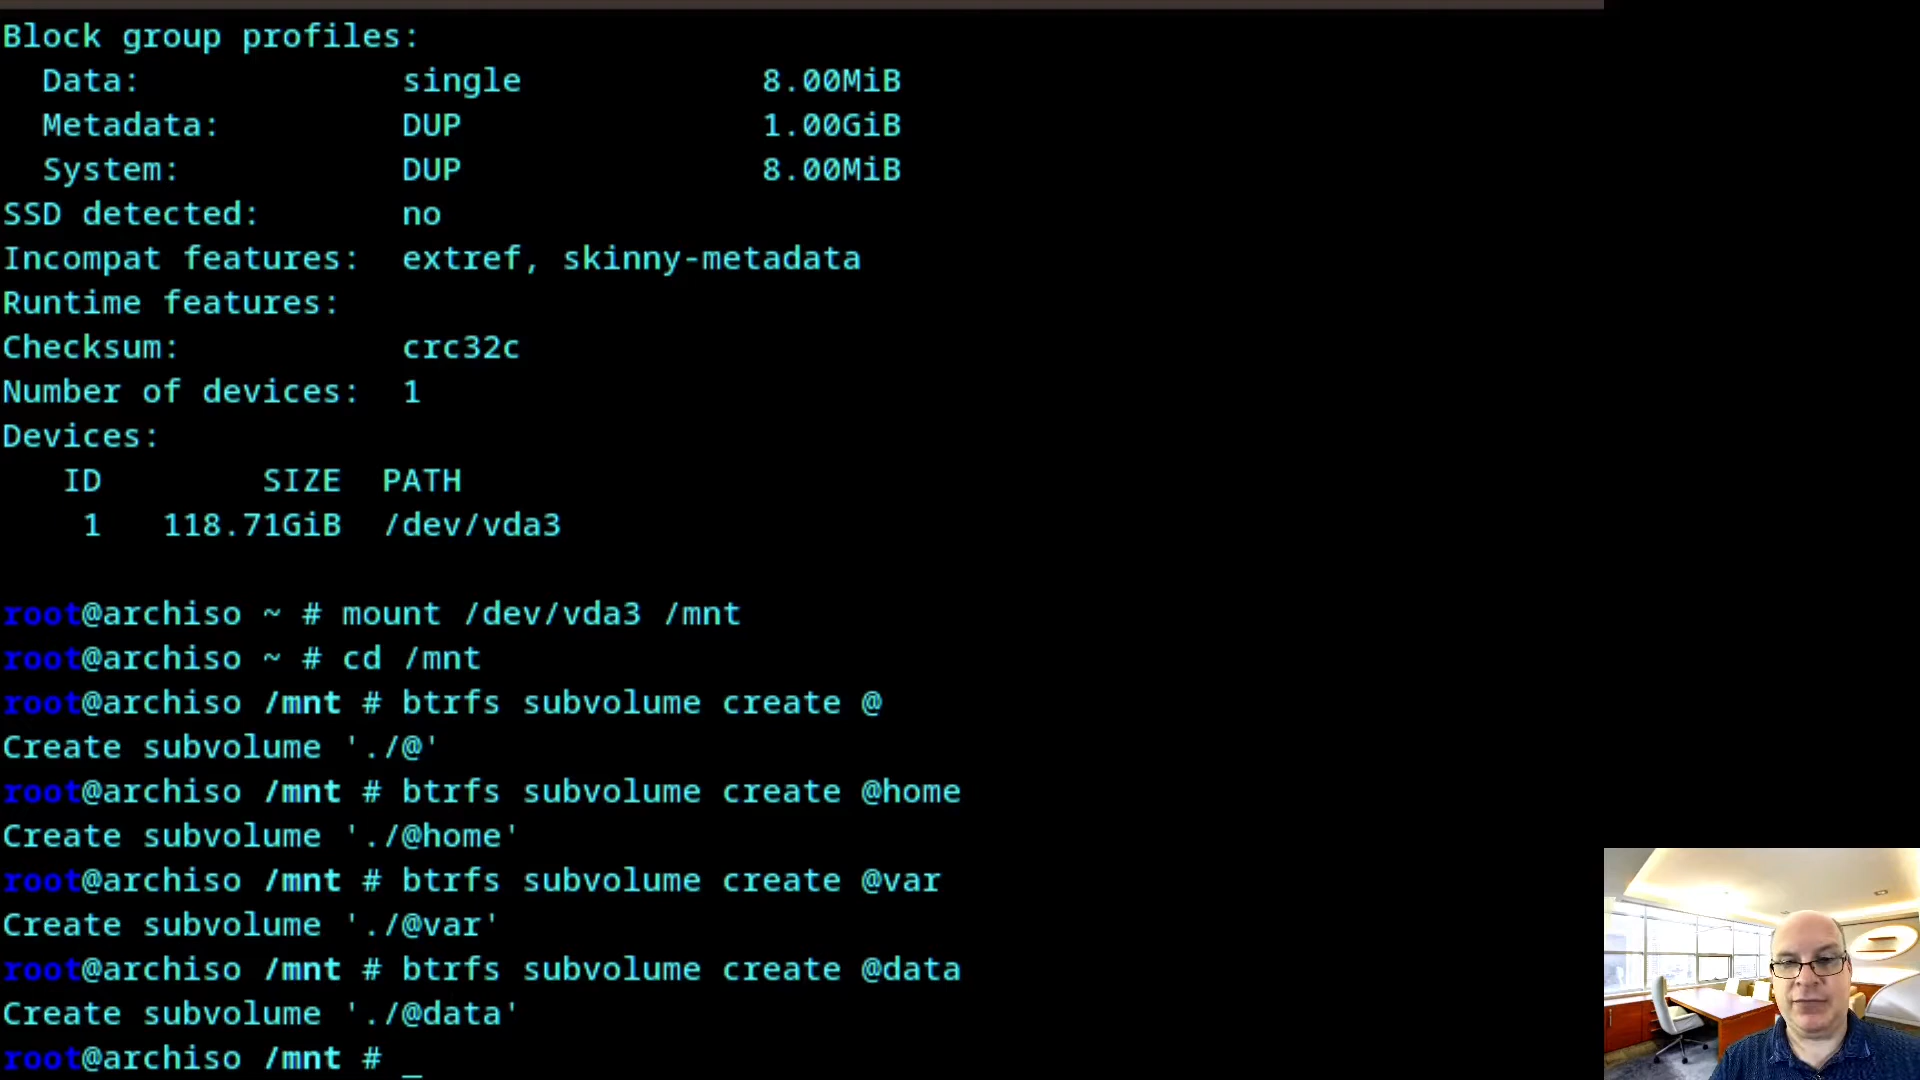 Block group profiles:
  Data:             single            8.00MiB
  Metadata:         DUP               1.00GiB
  System:           DUP               8.00MiB
SSD detected:       no
Incompat features:  extref, skinny-metadata
Runtime features:
Checksum:           crc32c
Number of devices:  1
Devices:
   ID        SIZE  PATH
    1   118.71GiB  /dev/vda3
root@archiso ~ # mount /dev/vda3 /mnt
root@archiso ~ # cd /mnt
root@archiso /mnt # btrfs subvolume create @
Create subvolume './@'
root@archiso /mnt # btrfs subvolume create @home
Create subvolume './@home'
root@archiso /mnt # btrfs subvolume create @var
Create subvolume './@var'
root@archiso /mnt # btrfs subvolume create @data
Create subvolume './@data'
root@archiso /mnt # _